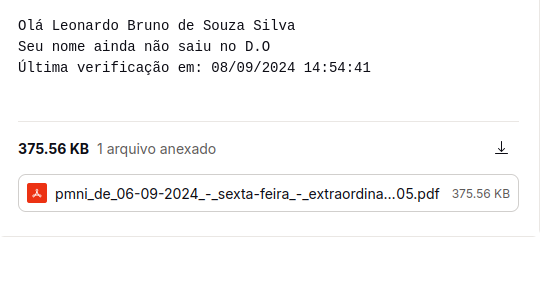 Olá Leonardo Bruno de Souza Silva
Seu nome ainda não saiu no D.O
Última verificação em: 08/09/2024 14:54:41
375.56 KB 1 arquivo anexado
pmni_de_06-09-2024_-_sexta-feira_-_extraordina...05.pdf 375.56 KB